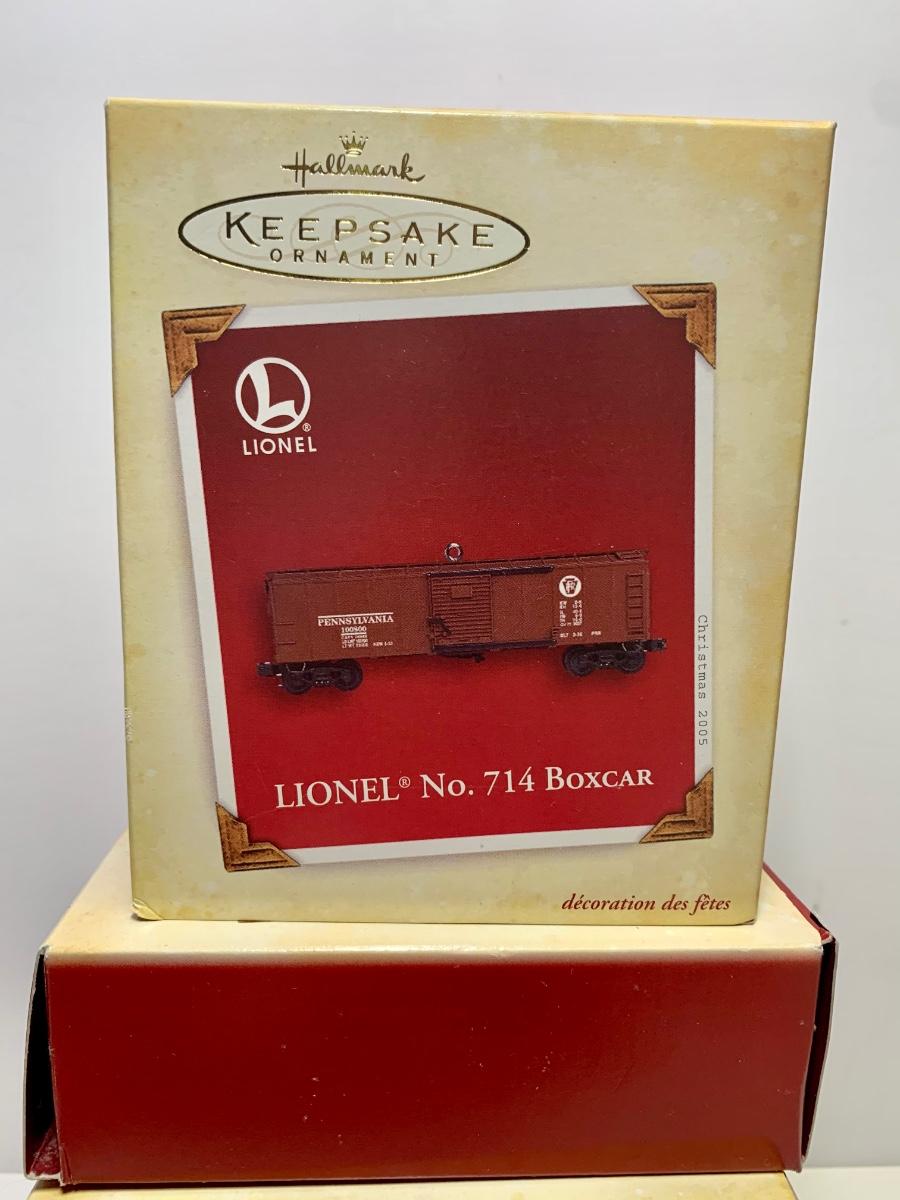 Hallmark
KEEPSAKE
ORNAMENT
L
®
LIONEL
PENNSYLVANIA
100800
Christmas 2005
LIONEL® No. 714 BOXCAR
décoration des fêtes